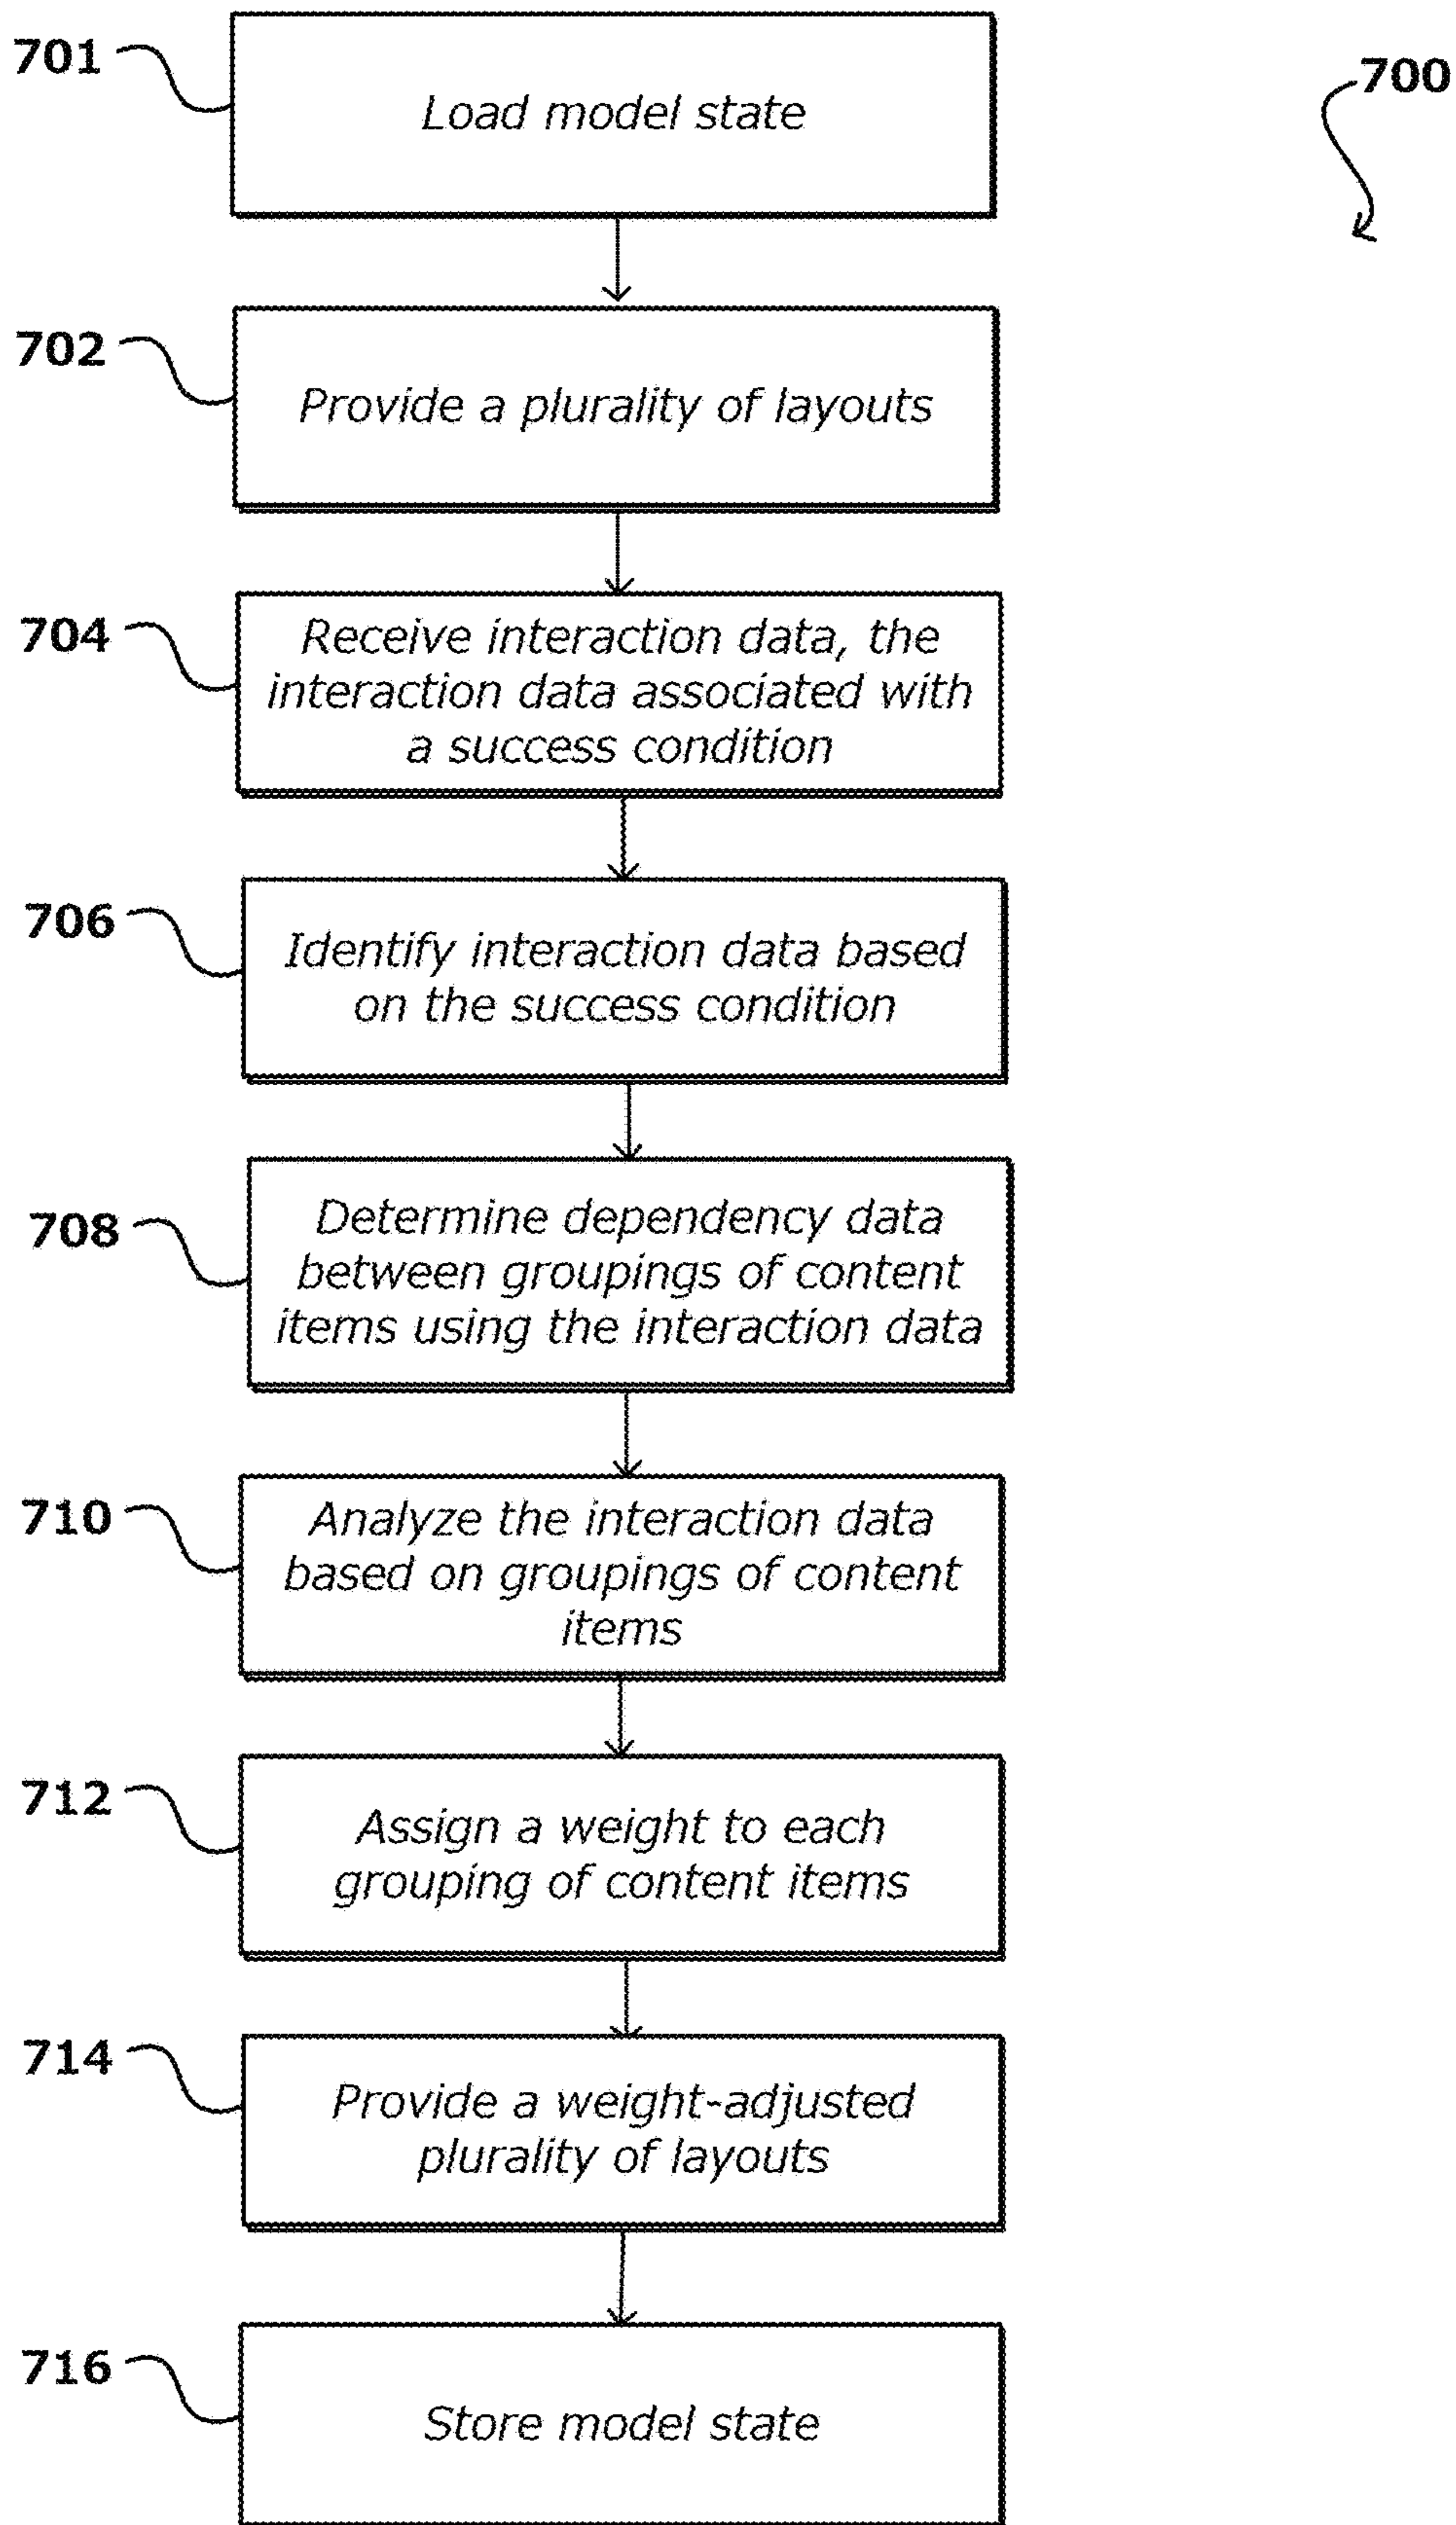 701
Load model state
700
702
Provide a plurality of layouts
704
Receive interaction data, the
interaction data associated with
a success condition
706
Identify interaction data based
on the success condition
708
Determine dependency data
between groupings of content
items using the interaction data
710
Analyze the interaction data
based on groupings of content
items
712
Assign a weight to each
grouping of content items
714
Provide a weight-adjusted
plurality of layouts
716
Store model state